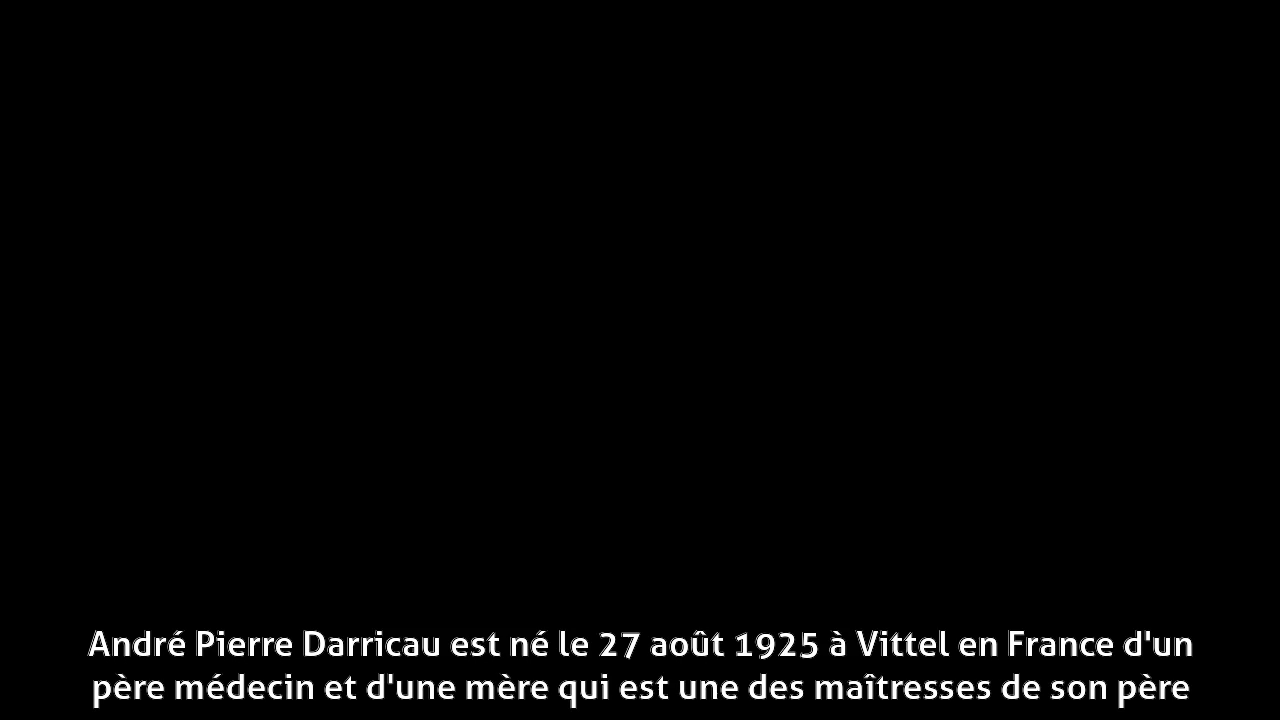 André Pierre Darricau est né le 27 août 1925 à Vittel en France d'un
père médecin et d'une mère qui est une des maîtresses de son père